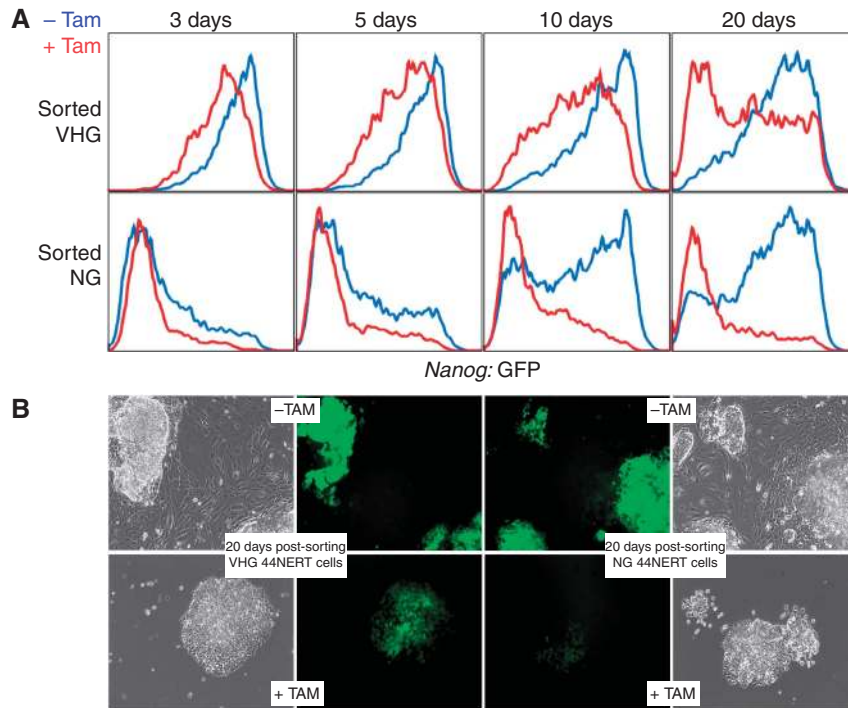 A
– Tam
+ Tam
3 days
5 days
10 days
20 days
Sorted
VHG
Sorted
NG
Nanog: GFP
B
–TAM
–TAM
20 days post-sorting
VHG 44NERT cells
20 days post-sorting
NG 44NERT cells
+ TAM
+ TAM